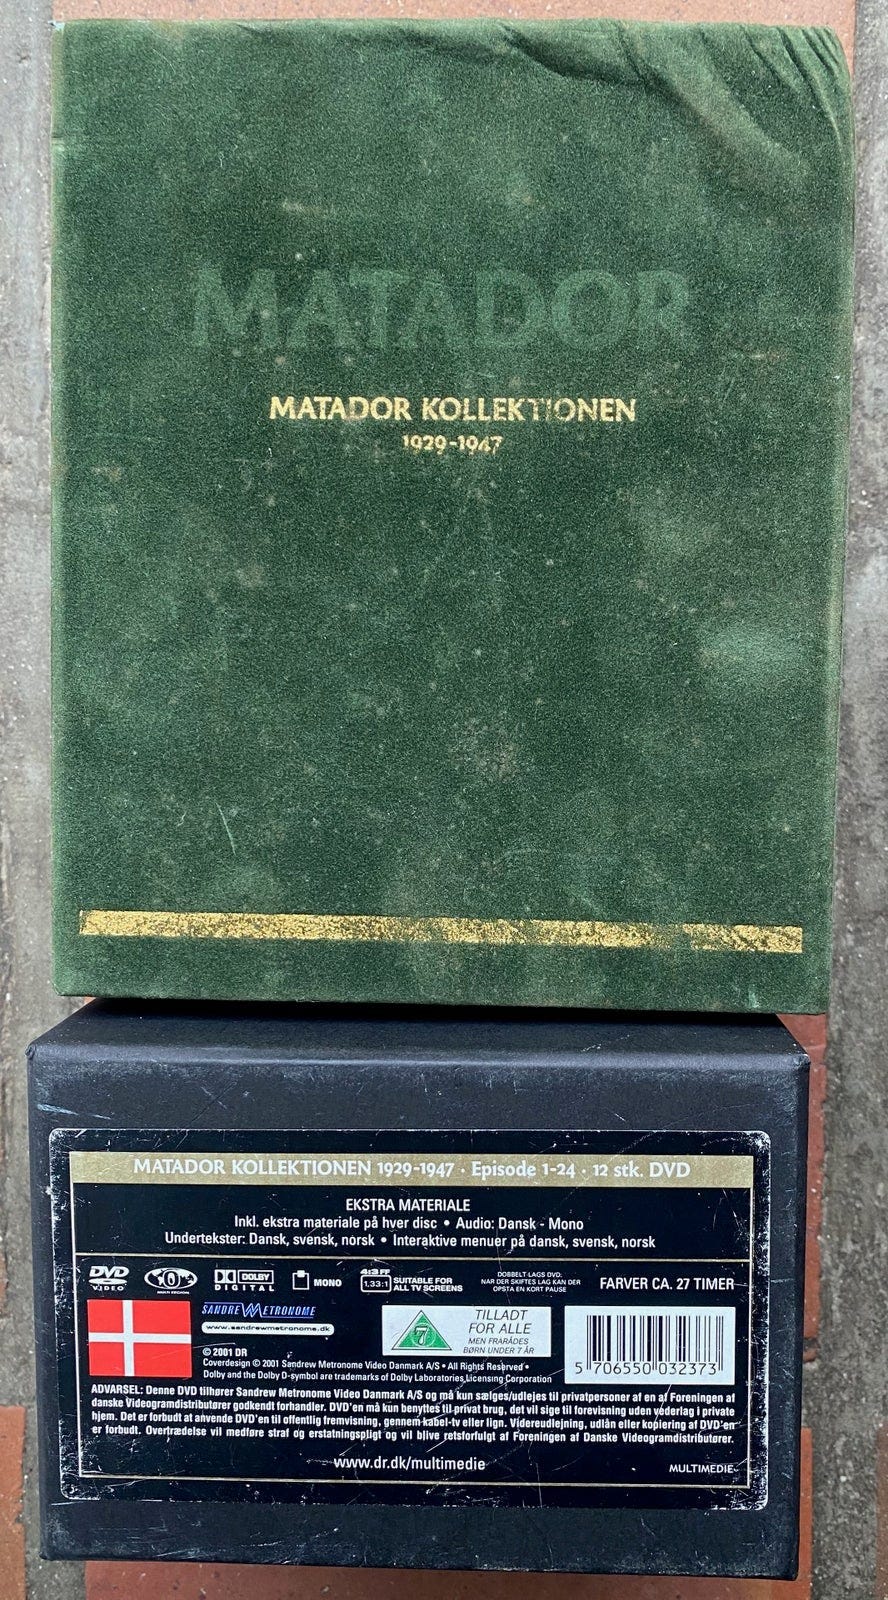 MATADOR
MATADOR KOLLEKTIONEN
1929-1947
MATADOR KOLLEKTIONEN 1929-1947 · Episode 1-24 · 12 stk. DVD
EKSTRA MATERIALE
Inkl. ekstra materiale på hver disc • Audio: Dansk - Mono
Undertekster: Dansk, svensk, norsk • Interaktive menuer på dansk, svensk, norsk
DVD VIDEO
0
MULTI REGION
DOLBY DIGITAL
MONO
4:3 FF
1.33:1
SUITABLE FOR
ALL TV SCREENS
DOBBELT-LAGS DVD.
NÅR DER SKIFTES LAG KAN DER
OPSTÅ EN KORT PAUSE
FARVER CA. 27 TIMER
SANDREW METRONOME
www.sandrewmetronome.dk
7
TILLADT
FOR ALLE
MEN FRARÅDES
BØRN UNDER 7 ÅR
5 706550 032373
© 2001 DR
Coverdesign © 2001 Sandrew Metronome Video Danmark A/S • All Rights Reserved •
Dolby and the Dolby D-symbol are trademarks of Dolby Laboratories Licensing Corporation
ADVARSEL: Denne DVD tilhører Sandrew Metronome Video Danmark A/S og må kun sælges/udlejes til privatpersoner af en af Foreningen af
danske Videogramdistributører godkendt forhandler. DVD'en må kun benyttes til privat brug, det vil sige til forevisning uden vederlag i private
hjem. Det er forbudt at anvende DVD'en til offentlig fremvisning, gennem kabel-tv eller lign. Videreudlejning, udlån eller kopiering af DVD'en
er forbudt. Overtrædelse vil medføre straf og erstatningspligt og vil blive retsforfulgt af Foreningen af Danske Videogramdistributører.
www.dr.dk/multimedie
MULTIMEDIE